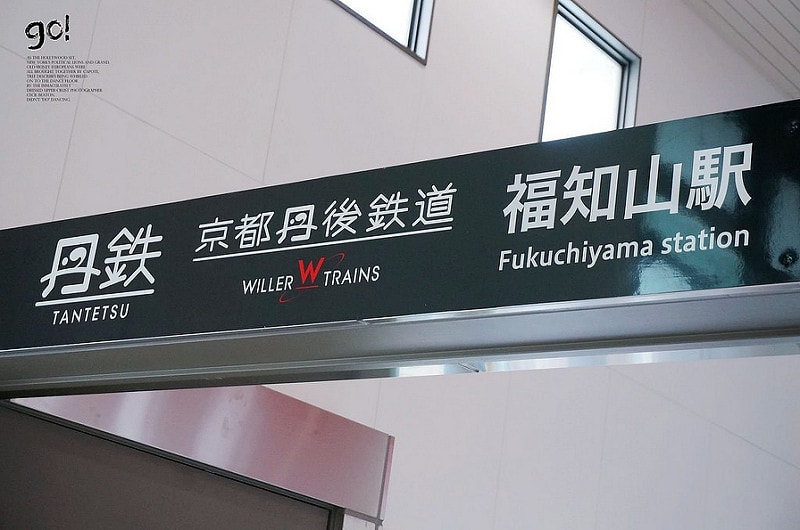 go!
丹鉄
TANTETSU
京都丹後鉄道
WILLER W TRAINS
福知山駅
Fukuchiyama station